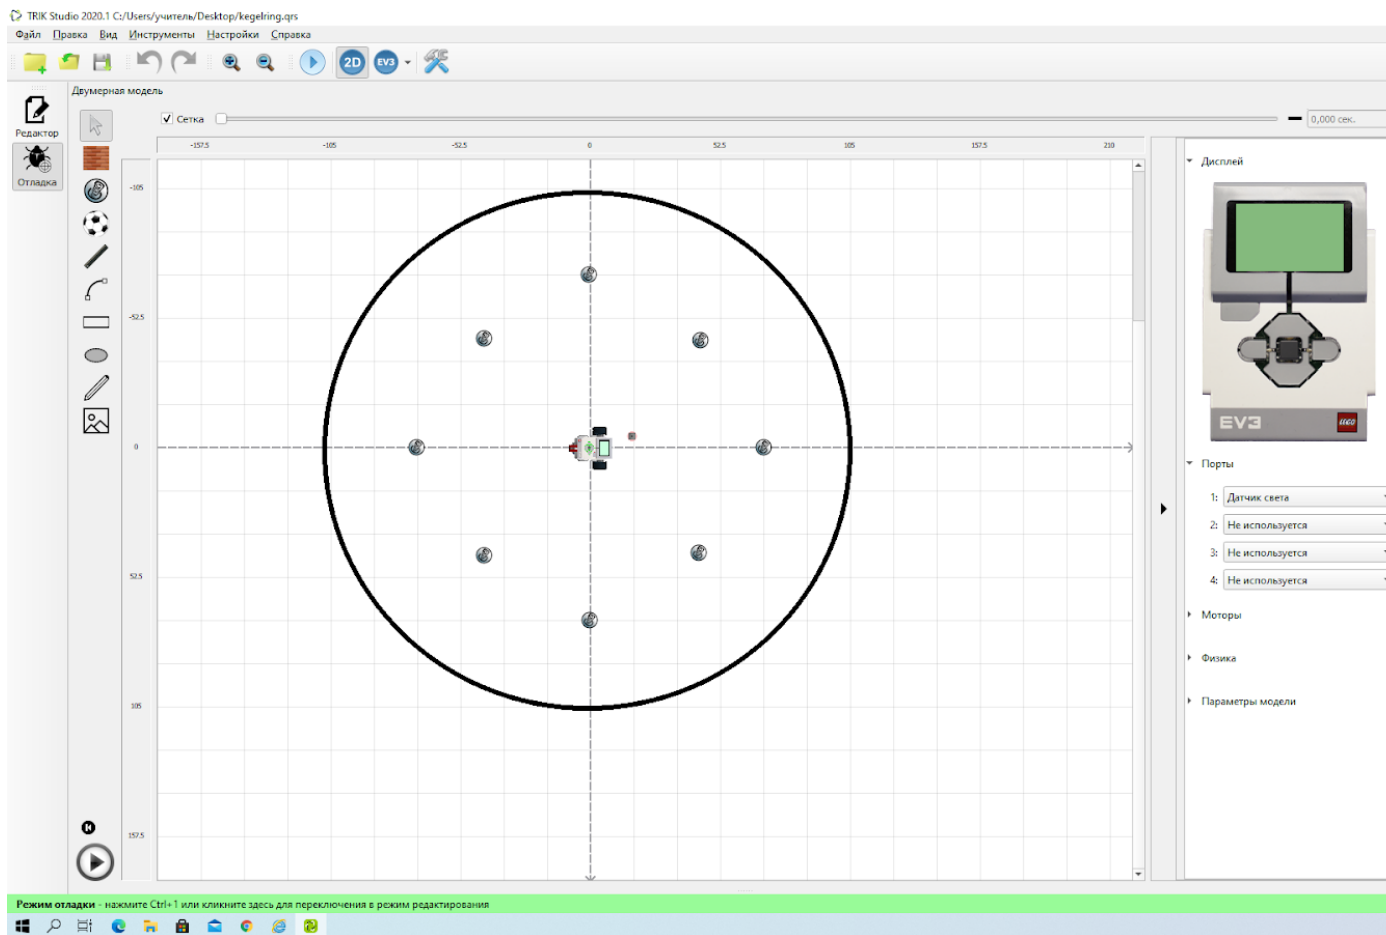 TRIK Studio 2020.1 C:/Users/учитель/Desktop/kegelring.qrs
Файл Правка Вид Инструменты Настройки Справка
2D EV3
Двумерная модель
Редактор
Отладка
Сетка
0,000 сек.
-157.5 -105 -52.5 0 52.5 105 157.5 210
-105
-52.5
0
52.5
105
157.5
Дисплей
EV3 LEGO
Порты
1: Датчик света
2: Не используется
3: Не используется
4: Не используется
Моторы
Физика
Параметры модели
Режим отладки - нажмите Ctrl+1 или кликните здесь для переключения в режим редактирования